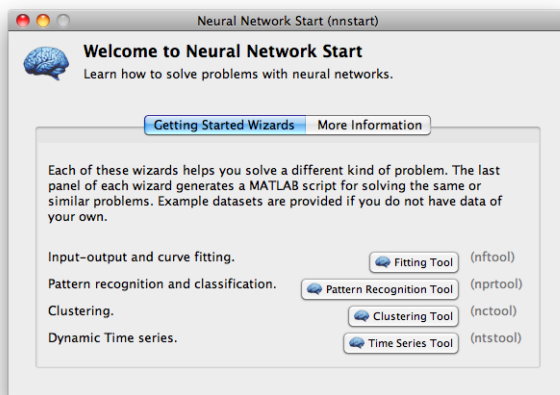 Neural Network Start (nnstart)
Welcome to Neural Network Start
Learn how to solve problems with neural networks.
Getting Started Wizards More Information
Each of these wizards helps you solve a different kind of problem. The last
panel of each wizard generates a MATLAB script for solving the same or
similar problems. Example datasets are provided if you do not have data of
your own.
Input-output and curve fitting. Fitting Tool (nftool)
Pattern recognition and classification. Pattern Recognition Tool (nprtool)
Clustering. Clustering Tool (nctool)
Dynamic Time series. Time Series Tool (ntstool)